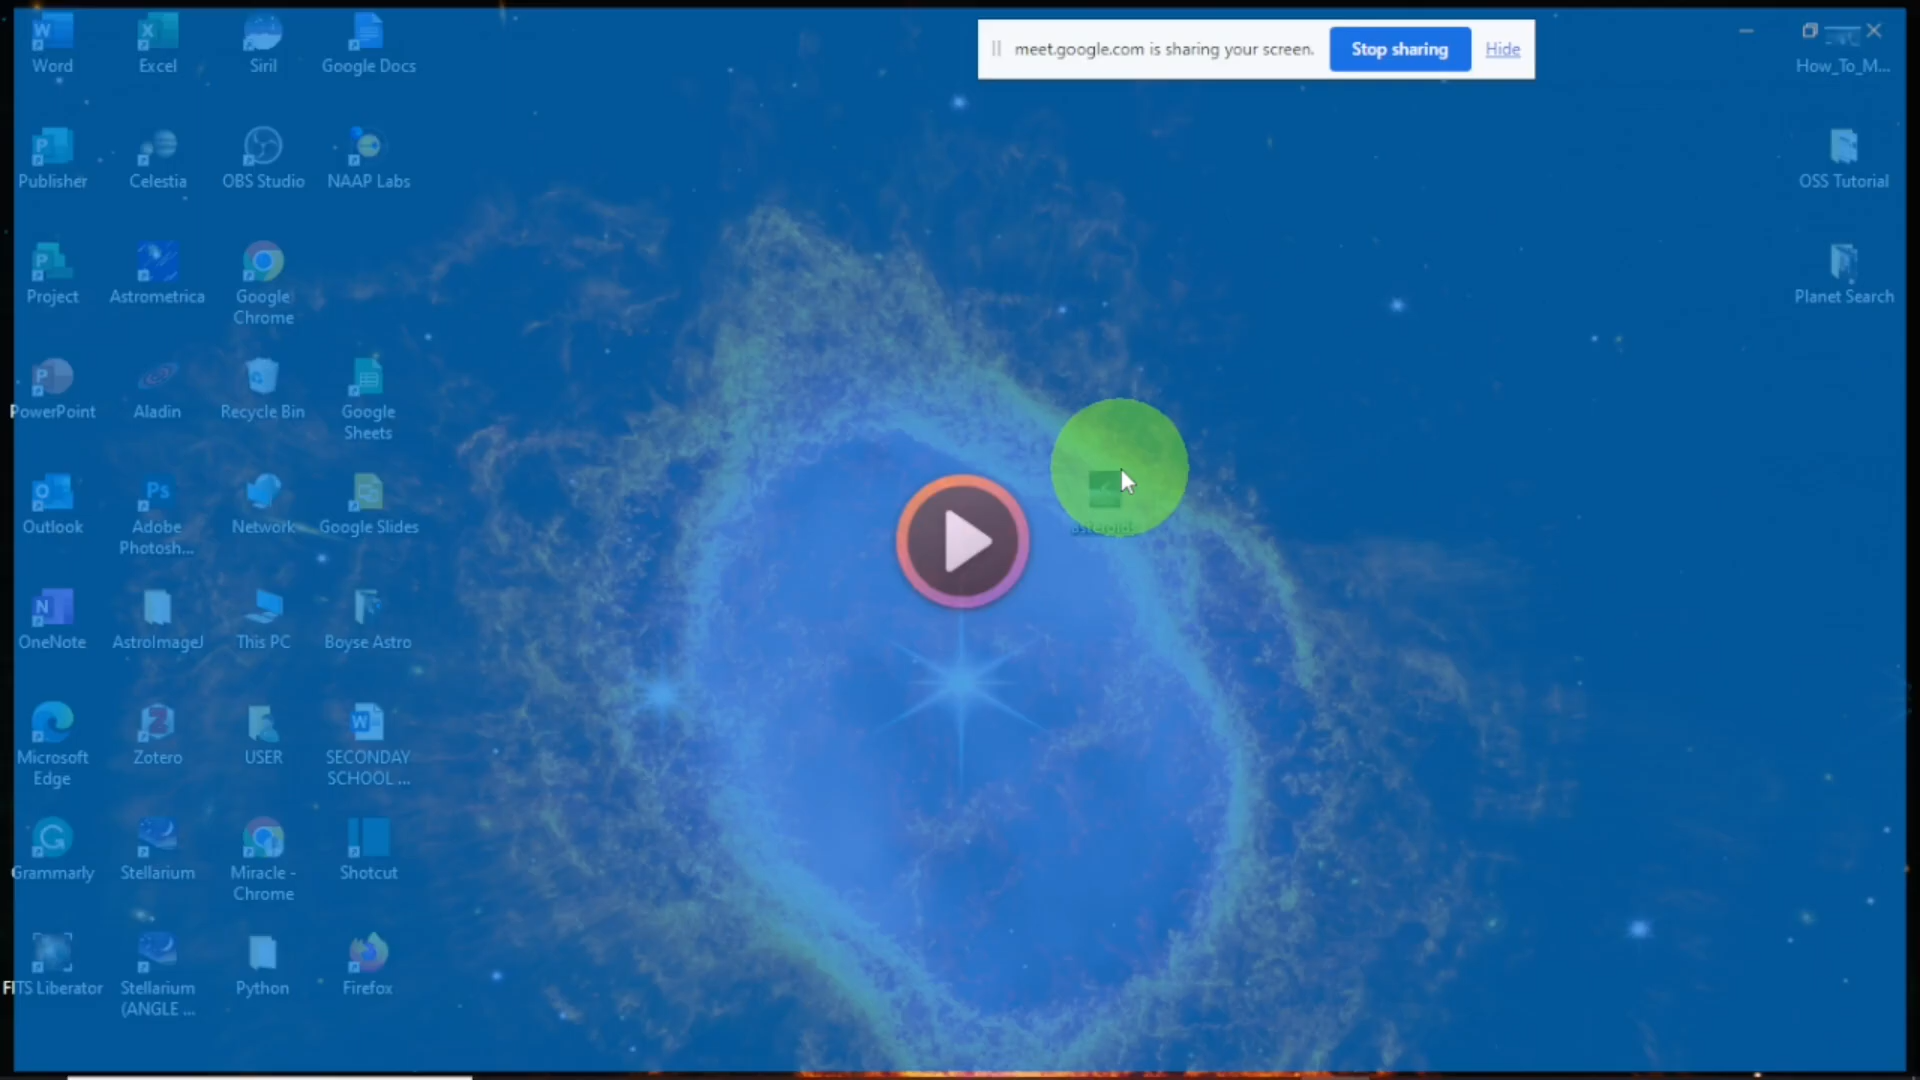 meet.google.com is sharing your screen. Stop sharing Hide
Word
Excel
Siril
Google Docs
How_To_M...
Publisher
Celestia
OBS Studio
NAAP Labs
OSS Tutorial
Project
Astrometrica
Google
Chrome
Planet Search
PowerPoint
Aladin
Recycle Bin
Google
Sheets
Outlook
Adobe
Photosh...
Network
Google Slides
asteroids
OneNote
AstroImageJ
This PC
Boyse Astro
Microsoft
Edge
Zotero
USER
SECONDAY
SCHOOL ...
Grammarly
Stellarium
Miracle -
Chrome
Shotcut
FITS Liberator
Stellarium
(ANGLE ...
Python
Firefox